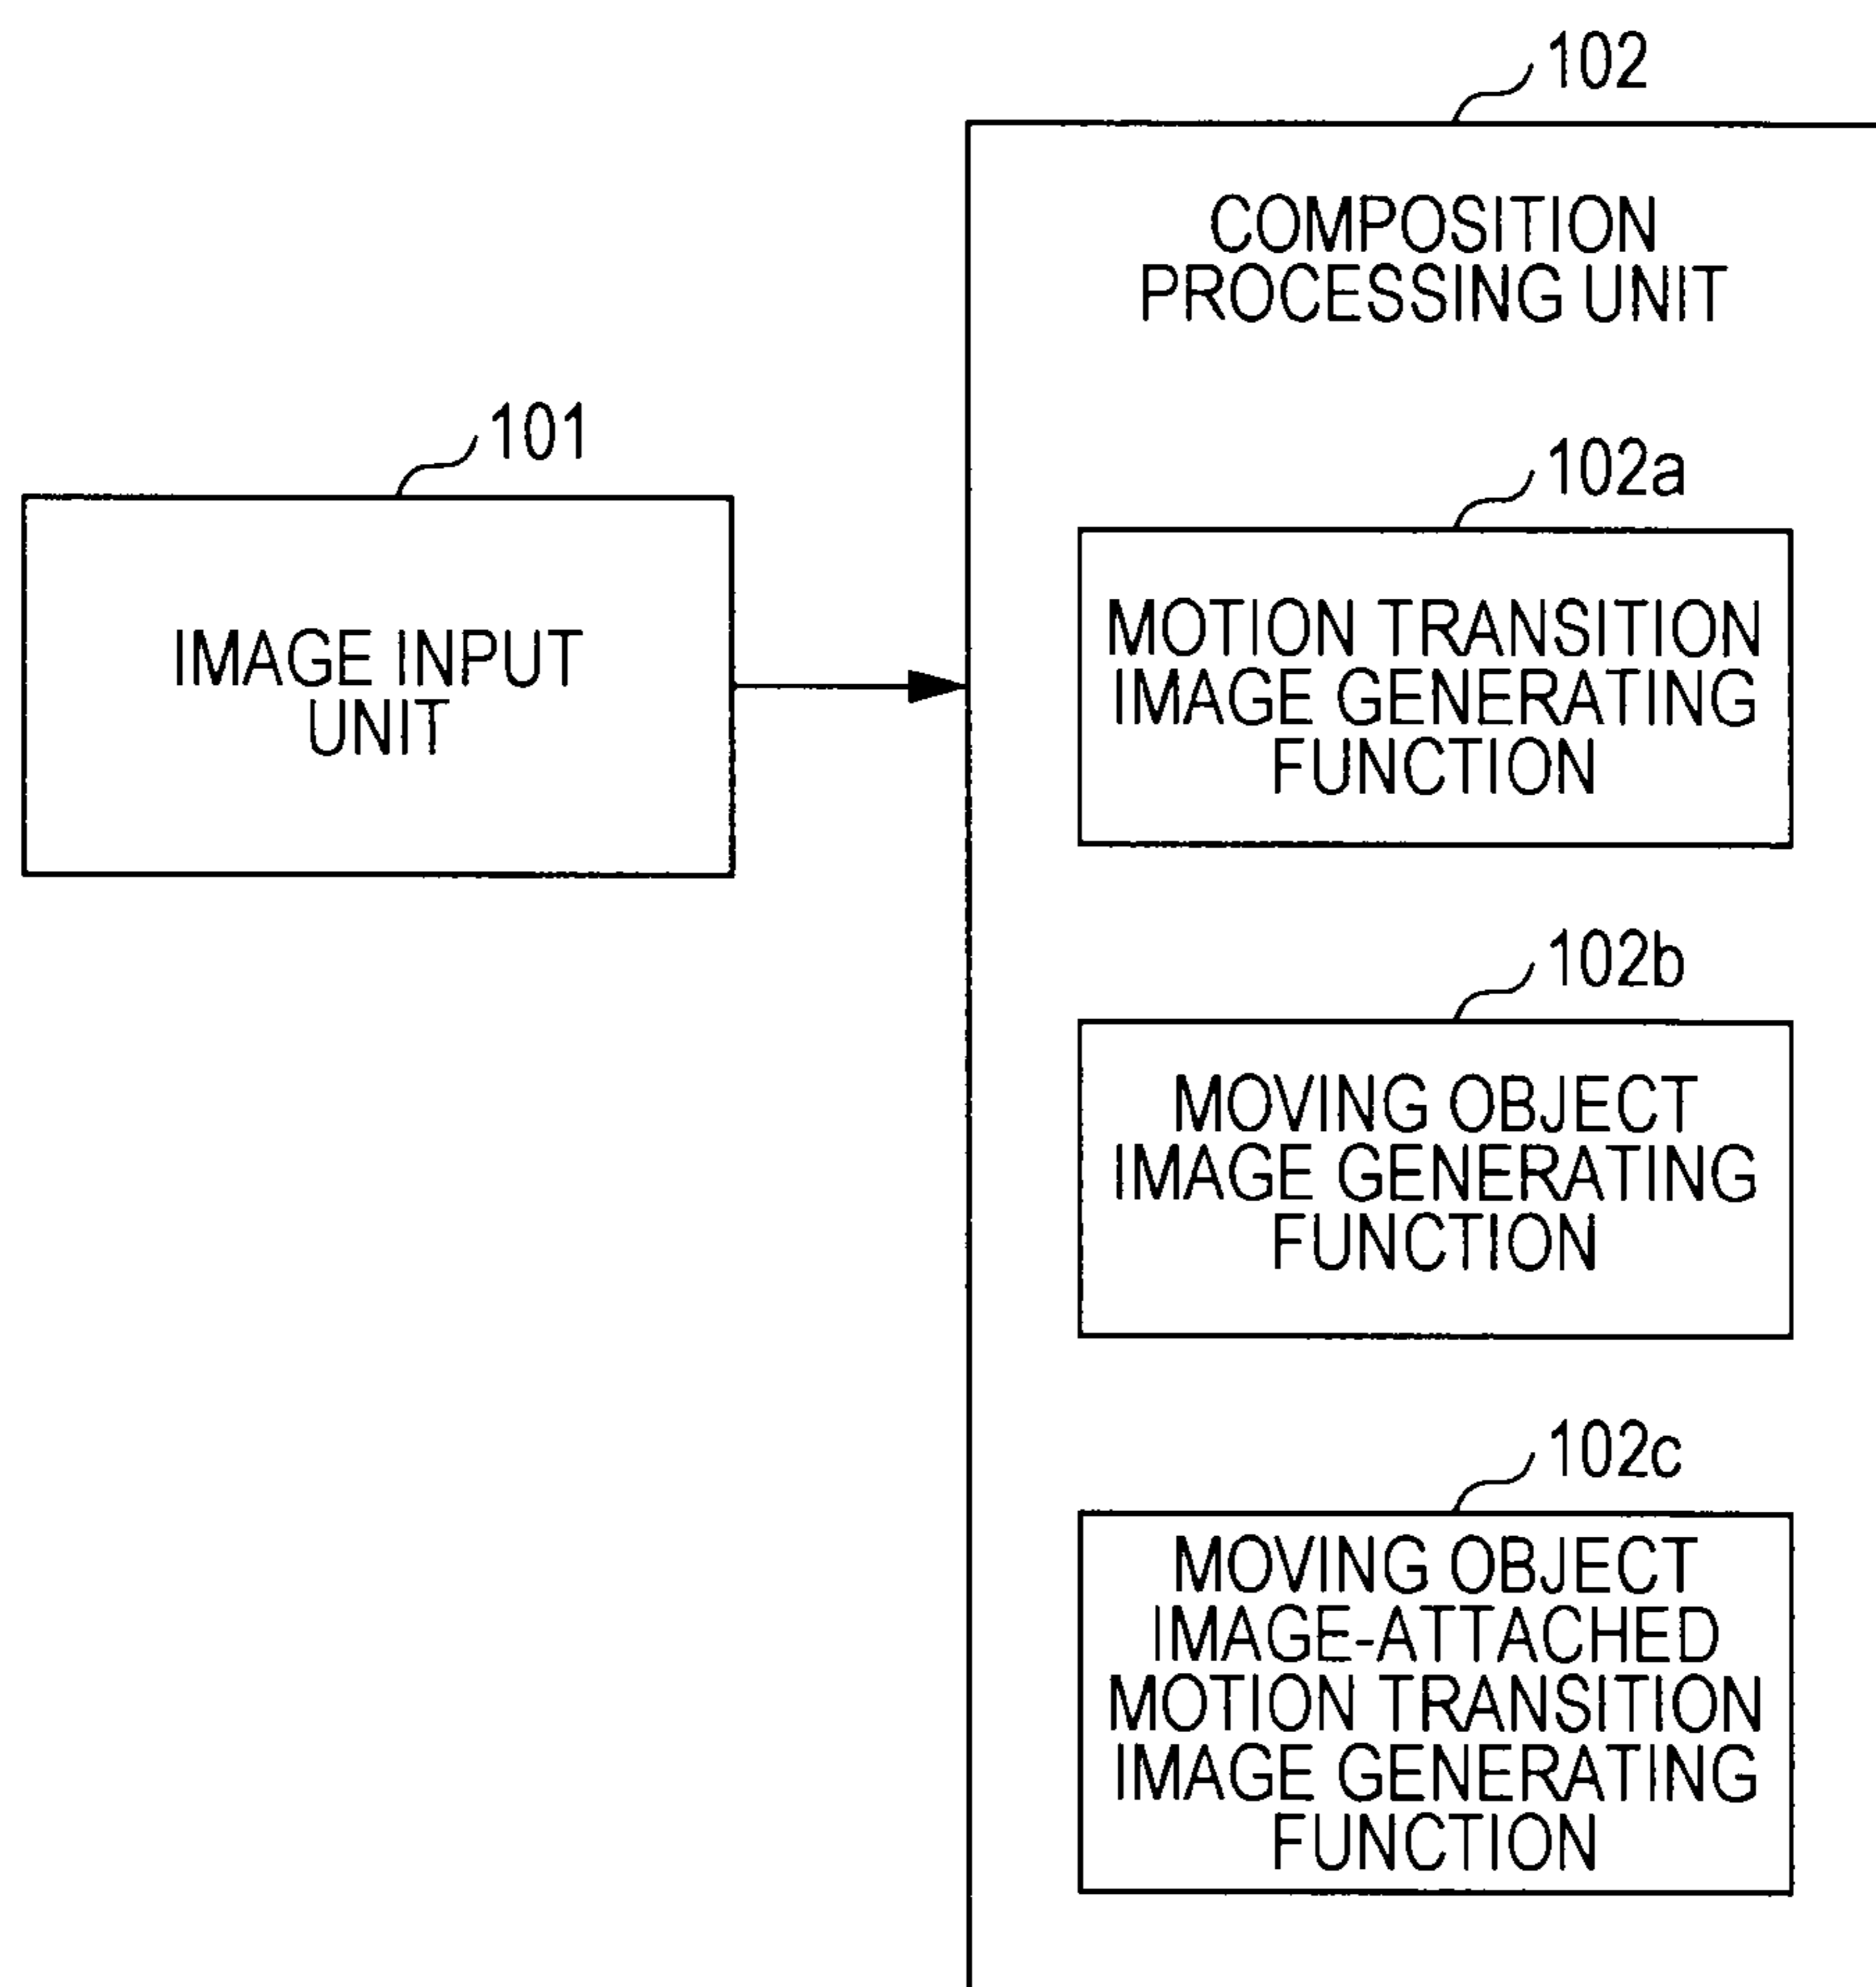 102
COMPOSITION
PROCESSING UNIT
101
IMAGE INPUT
UNIT
102a
MOTION TRANSITION
IMAGE GENERATING
FUNCTION
102b
MOVING OBJECT
IMAGE GENERATING
FUNCTION
102c
MOVING OBJECT
IMAGE-ATTACHED
MOTION TRANSITION
IMAGE GENERATING
FUNCTION